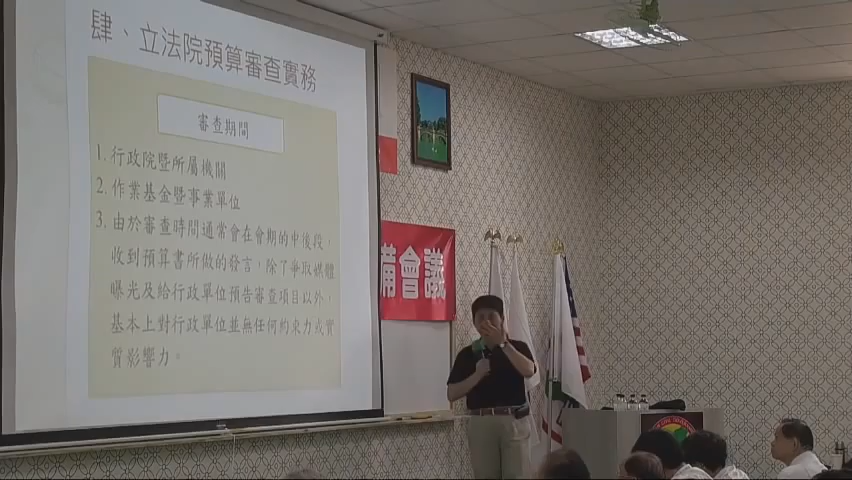 肆、立法院預算審查實務
審查期間
1. 行政院暨所屬機關
2. 作業基金暨事業單位
3. 由於審查時間通常會在會期的中後段，
收到預算書所做的發言，除了爭取媒體
曝光及給行政單位預告審查項目以外，
基本上對行政單位並無任何約束力或實
質影響力。
備會議